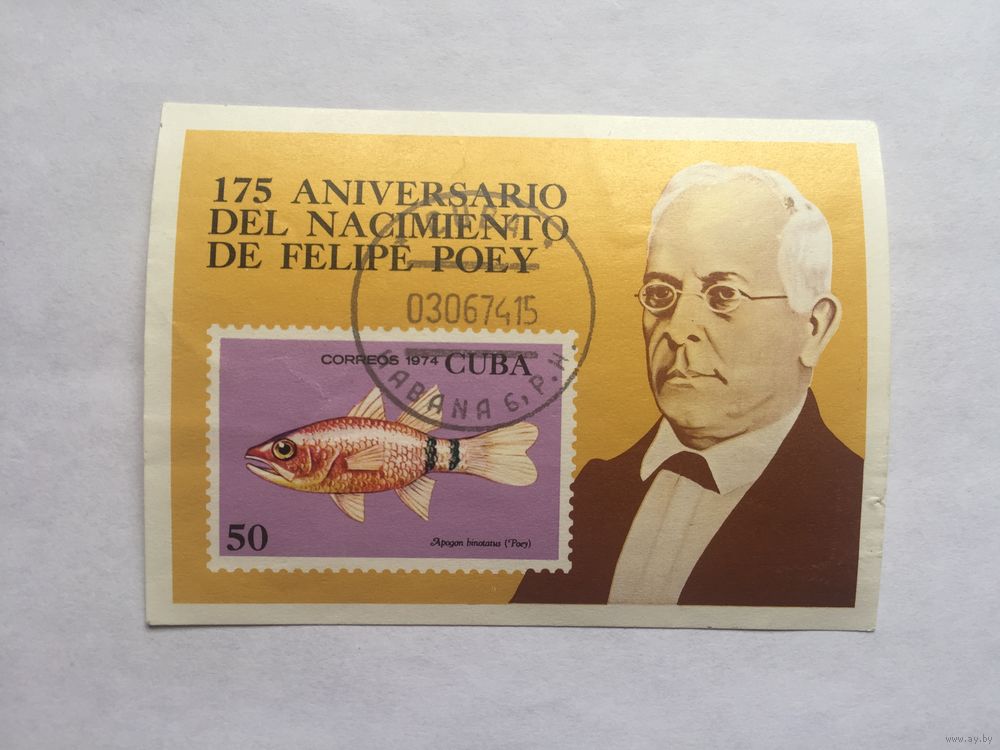 175 ANIVERSARIO
DEL NACIMIENTO
DE FELIPE POEY
03067415
HABANA 6, P.H.
CORREOS 1974 CUBA
50
Apogon binotatus (Poey)
www.ay.by